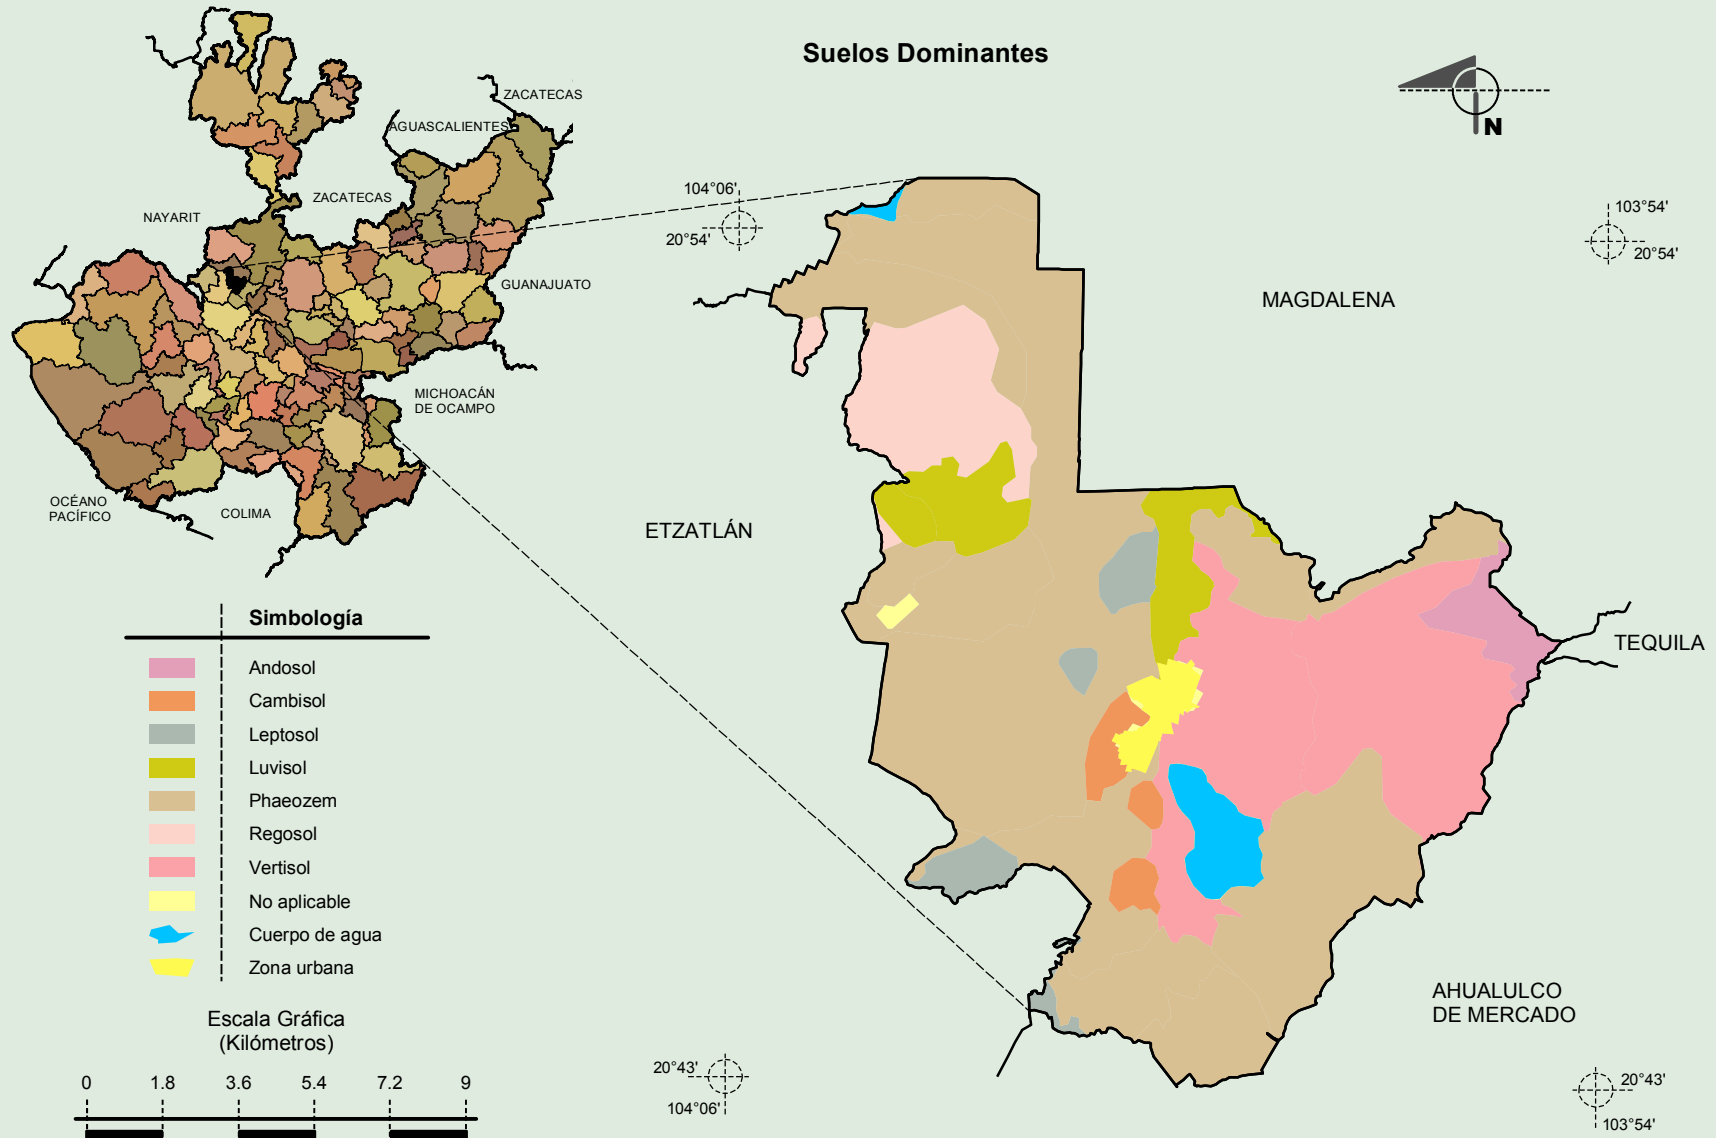 Suelos Dominantes
N
ZACATECAS
AGUASCALIENTES
ZACATECAS
NAYARIT
GUANAJUATO
MICHOACÁN
DE OCAMPO
OCÉANO
PACÍFICO
COLIMA
104°06'
20°54'
103°54'
20°54'
MAGDALENA
ETZATLÁN
TEQUILA
AHUALULCO
DE MERCADO
Simbología
Andosol
Cambisol
Leptosol
Luvisol
Phaeozem
Regosol
Vertisol
No aplicable
Cuerpo de agua
Zona urbana
Escala Gráfica
(Kilómetros)
0 1.8 3.6 5.4 7.2 9
20°43'
104°06'
20°43'
103°54'